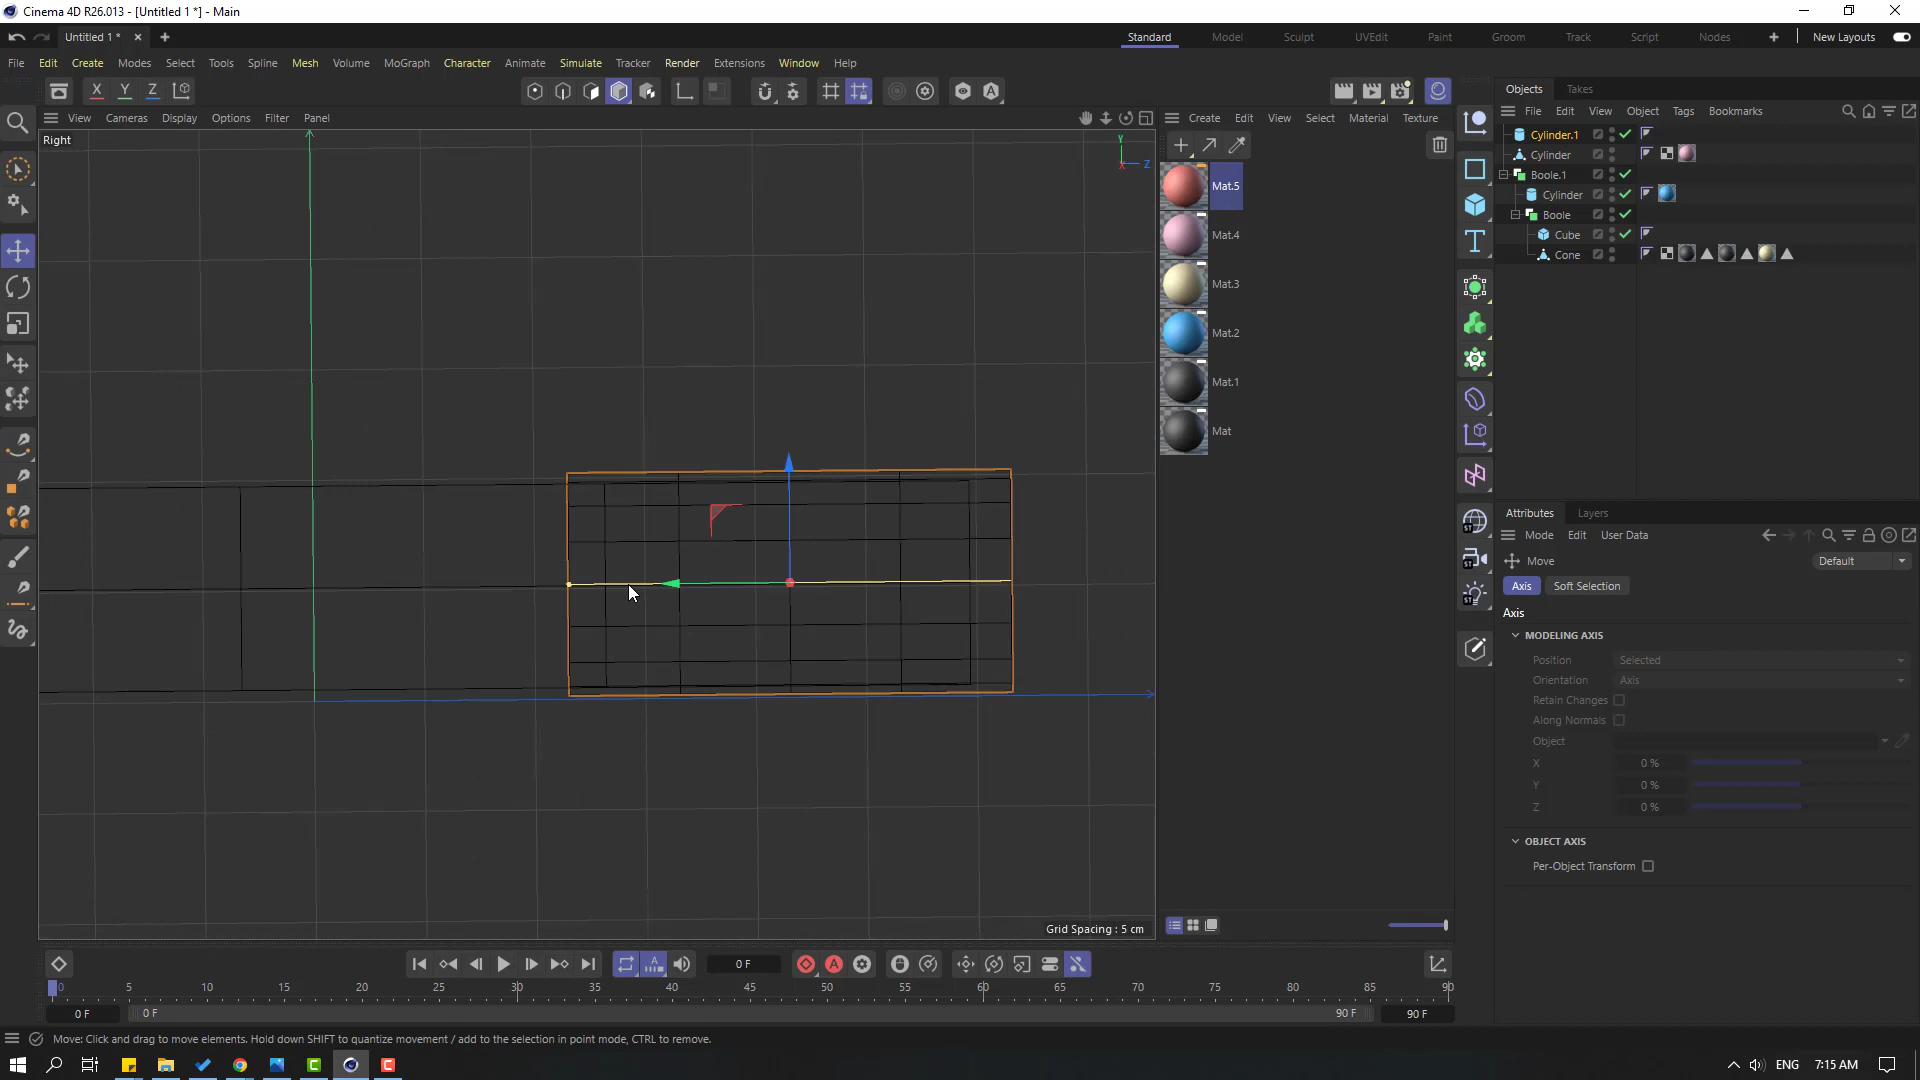 Cinema 4D R26.013 - [Untitled 1 *] - Main
Untitled 1 *
Standard Model Sculpt UVEdit Paint Groom Track Script Nodes New Layouts
File Edit Create Modes Select Tools Spline Mesh Volume MoGraph Character Animate Simulate Tracker Render Extensions Window Help
X Y Z
Objects Takes
View Cameras Display Options Filter Panel
Create Edit View Select Material Texture
File Edit View Object Tags Bookmarks
Right
Y
Z
X
Mat.5
Mat.4
Mat.3
Mat.2
Mat.1
Mat
Cylinder.1
Cylinder
Boole.1
Cylinder
Boole
Cube
Cone
Attributes Layers
Mode Edit User Data
Move
Default
Axis Soft Selection
Axis
MODELING AXIS
Position Selected
Orientation Axis
Retain Changes
Along Normals
Object
X 0 %
Y 0 %
Z 0 %
OBJECT AXIS
Per-Object Transform
Grid Spacing : 5 cm
0 F
0 5 10 15 20 25 30 35 40 45 50 55 60 65 70 75 80 85 90
0 F 0 F 90 F 90 F
Move: Click and drag to move elements. Hold down SHIFT to quantize movement / add to the selection in point mode, CTRL to remove.
ENG 7:15 AM